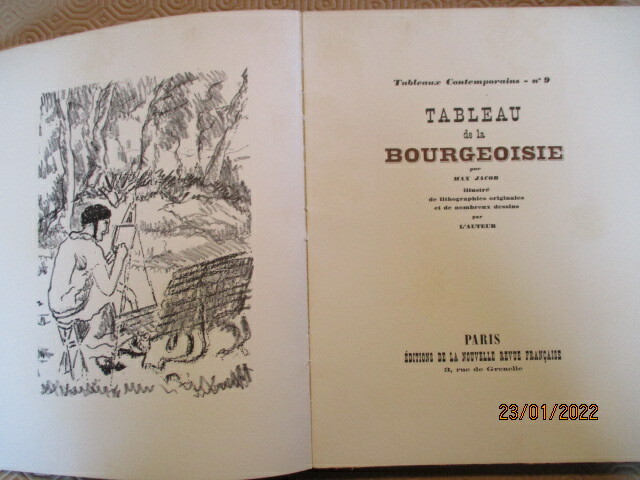 Tableaux Contemporains - nº 9
TABLEAU
de la
BOURGEOISIE
par
MAX JACOB
illustré
de lithographies originales
et de nombreux dessins
par
L'AUTEUR
PARIS
ÉDITIONS DE LA NOUVELLE REVUE FRANÇAISE
3, rue de Grenelle
23/01/2022